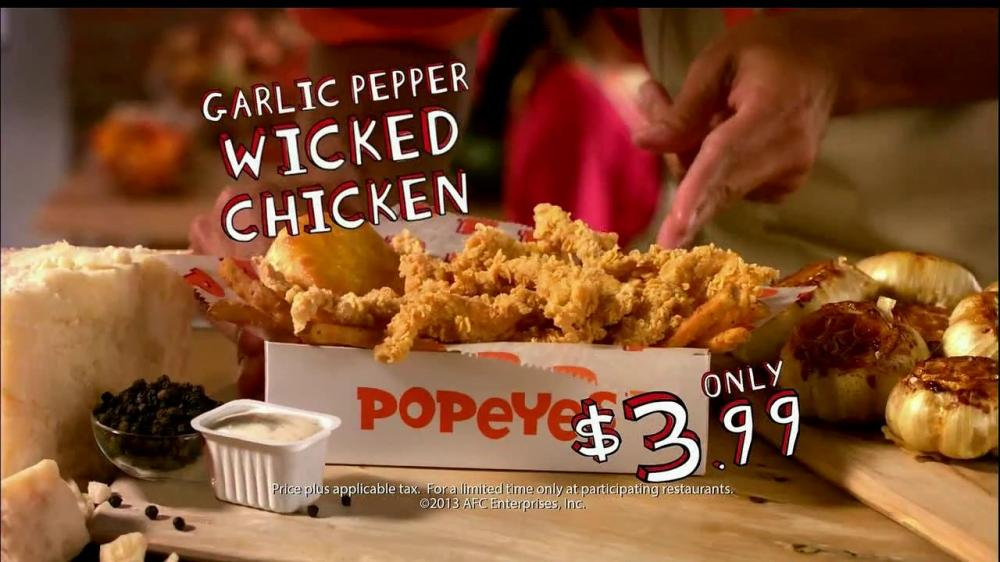 GARLIC PEPPER
WICKED
CHICKEN
POPEYES
ONLY
$3.99
Price plus applicable tax. For a limited time only at participating restaurants.
©2013 AFC Enterprises, Inc.